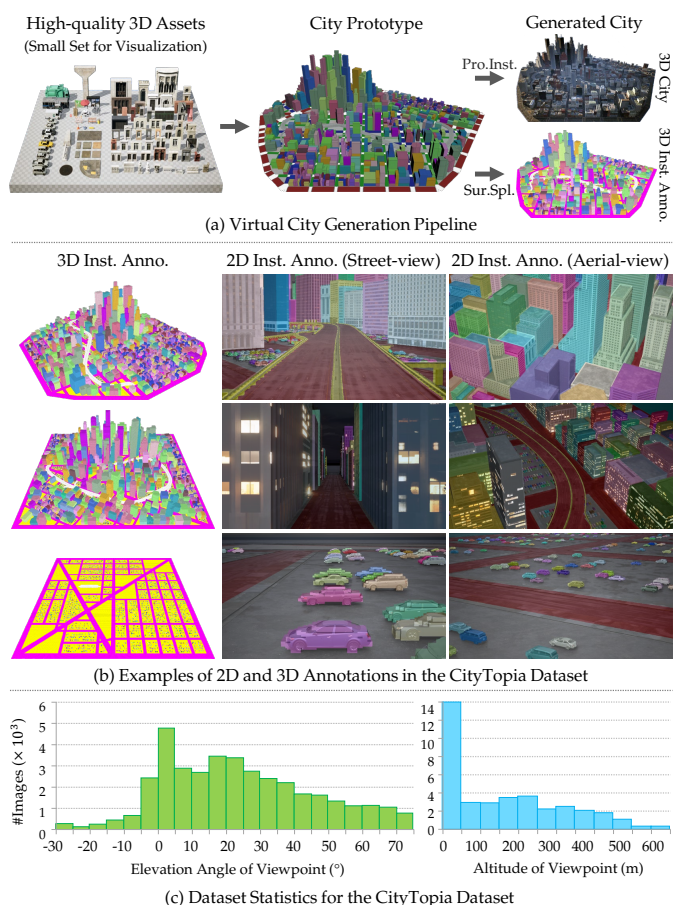 High-quality 3D Assets
(Small Set for Visualization)
City Prototype
Generated City
Pro.Inst.
3D City
Sur.Spl.
3D Inst. Anno.
(a) Virtual City Generation Pipeline
3D Inst. Anno.
2D Inst. Anno. (Street-view)
2D Inst. Anno. (Aerial-view)
(b) Examples of 2D and 3D Annotations in the CityTopia Dataset
#Images (× 10³)
6
5
4
3
2
1
0
-30 -20 -10 0 10 20 30 40 50 60 70
Elevation Angle of Viewpoint (°)
14
12
10
8
6
4
2
0
0 100 200 300 400 500 600
Altitude of Viewpoint (m)
(c) Dataset Statistics for the CityTopia Dataset